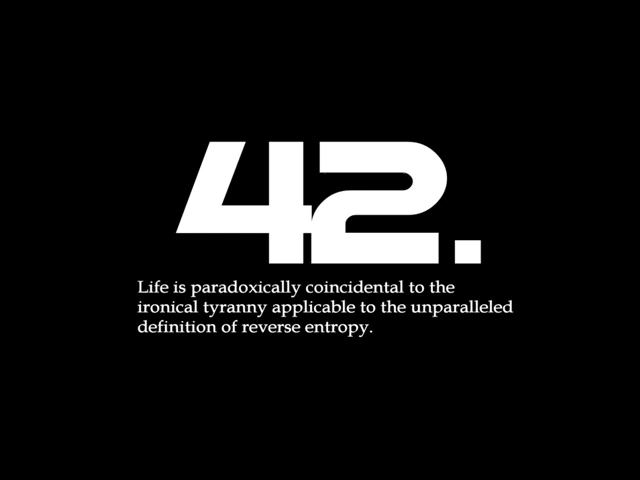 42.
Life is paradoxically coincidental to the
ironical tyranny applicable to the unparalleled
definition of reverse entropy.